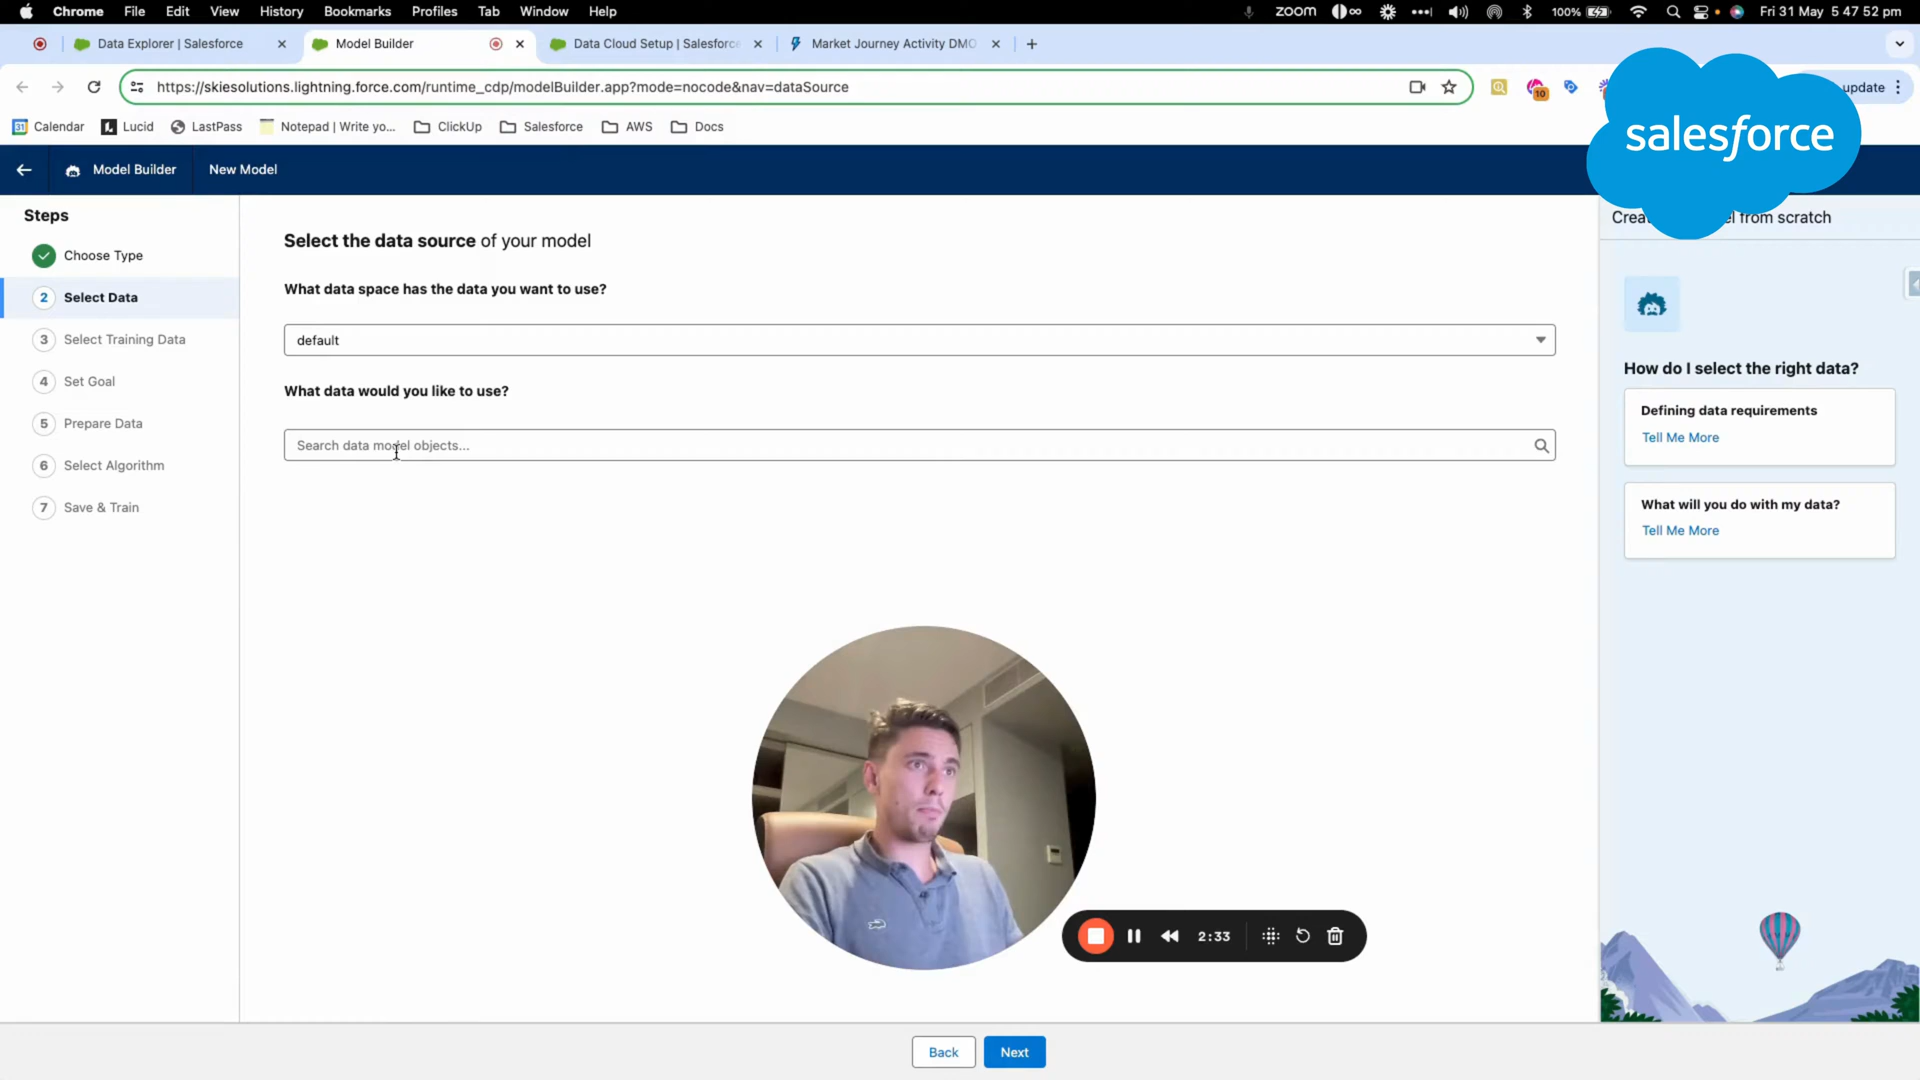 Chrome File Edit View History Bookmarks Profiles Tab Window Help zoom 100% Fri 31 May 5 47 52 pm
Data Explorer | Salesforce Model Builder Data Cloud Setup | Salesforc Market Journey Activity DMO
https://skiesolutions.lightning.force.com/runtime_cdp/modelBuilder.app?mode=nocode&nav=dataSource 10 update
31 Calendar Lucid LastPass Notepad | Write yo... ClickUp Salesforce AWS Docs
salesforce
Model Builder New Model
Steps
Choose Type
2 Select Data
3 Select Training Data
4 Set Goal
5 Prepare Data
6 Select Algorithm
7 Save & Train
Select the data source of your model
What data space has the data you want to use?
default
What data would you like to use?
Search data model objects...
from scratch
How do I select the right data?
Defining data requirements
Tell Me More
What will you do with my data?
Tell Me More
2:33
Back Next